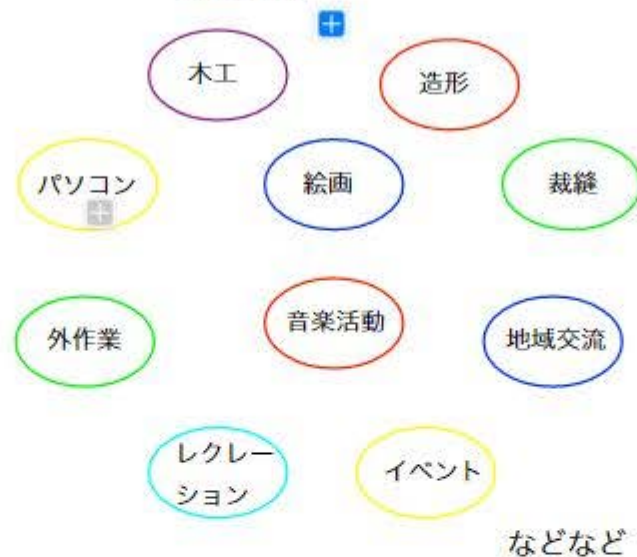 木工
造形
パソコン
絵画
裁縫
外作業
音楽活動
地域交流
レクレー
ション
イベント
などなど